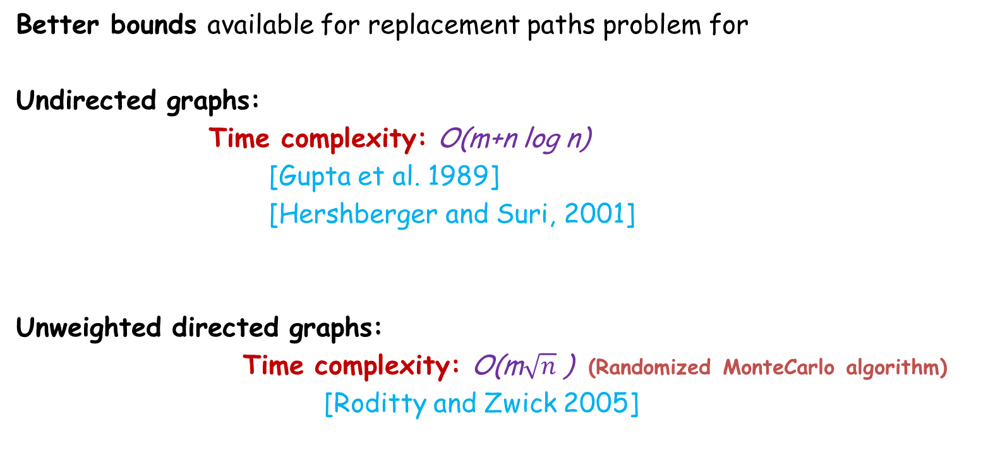 Better bounds available for replacement paths problem for
Undirected graphs:
Time complexity: O(m+n log n)
[Gupta et al. 1989]
[Hershberger and Suri, 2001]
Unweighted directed graphs:
Time complexity: O(m√n ) (Randomized MonteCarlo algorithm)
[Roditty and Zwick 2005]